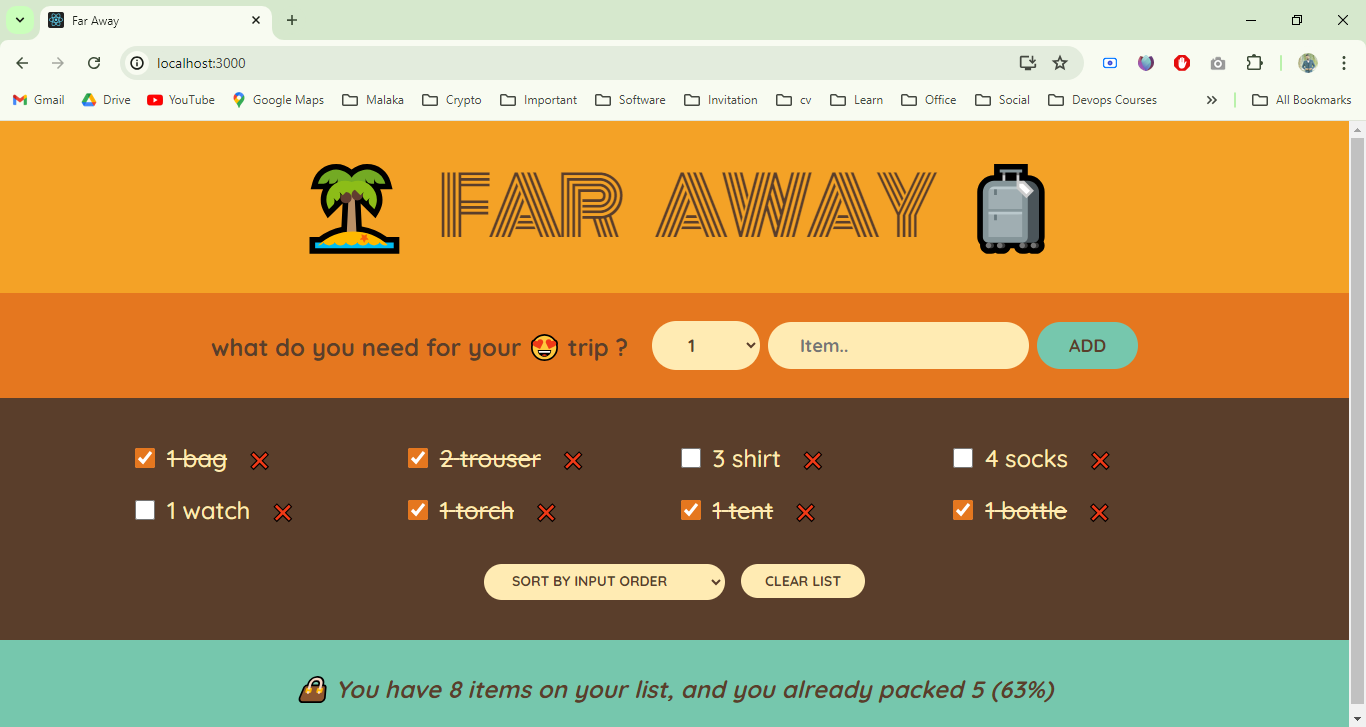 Far Away
localhost:3000
Gmail Drive YouTube Google Maps Malaka Crypto Important Software Invitation cv Learn Office Social Devops Courses All Bookmarks
FAR AWAY
what do you need for your 😍 trip ? 1 Item.. ADD
1 bag ❌ 2 trouser ❌ 3 shirt ❌ 4 socks ❌
1 watch ❌ 1 torch ❌ 1 tent ❌ 1 bottle ❌
SORT BY INPUT ORDER CLEAR LIST
👜 You have 8 items on your list, and you already packed 5 (63%)